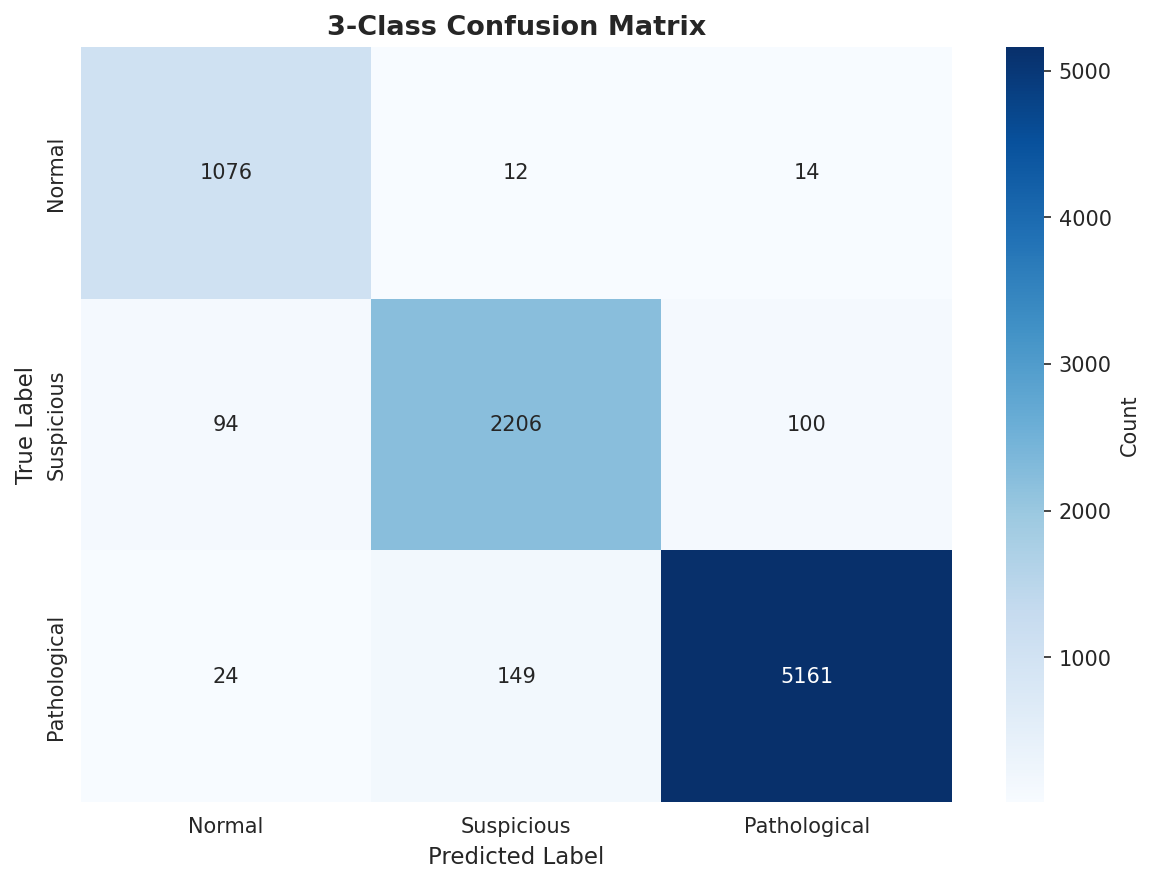 3-Class Confusion Matrix
True Label
Normal
1076 12 14
Suspicious
94 2206 100
Pathological
24 149 5161
Normal Suspicious Pathological
Predicted Label
5000
4000
3000
2000
1000
Count